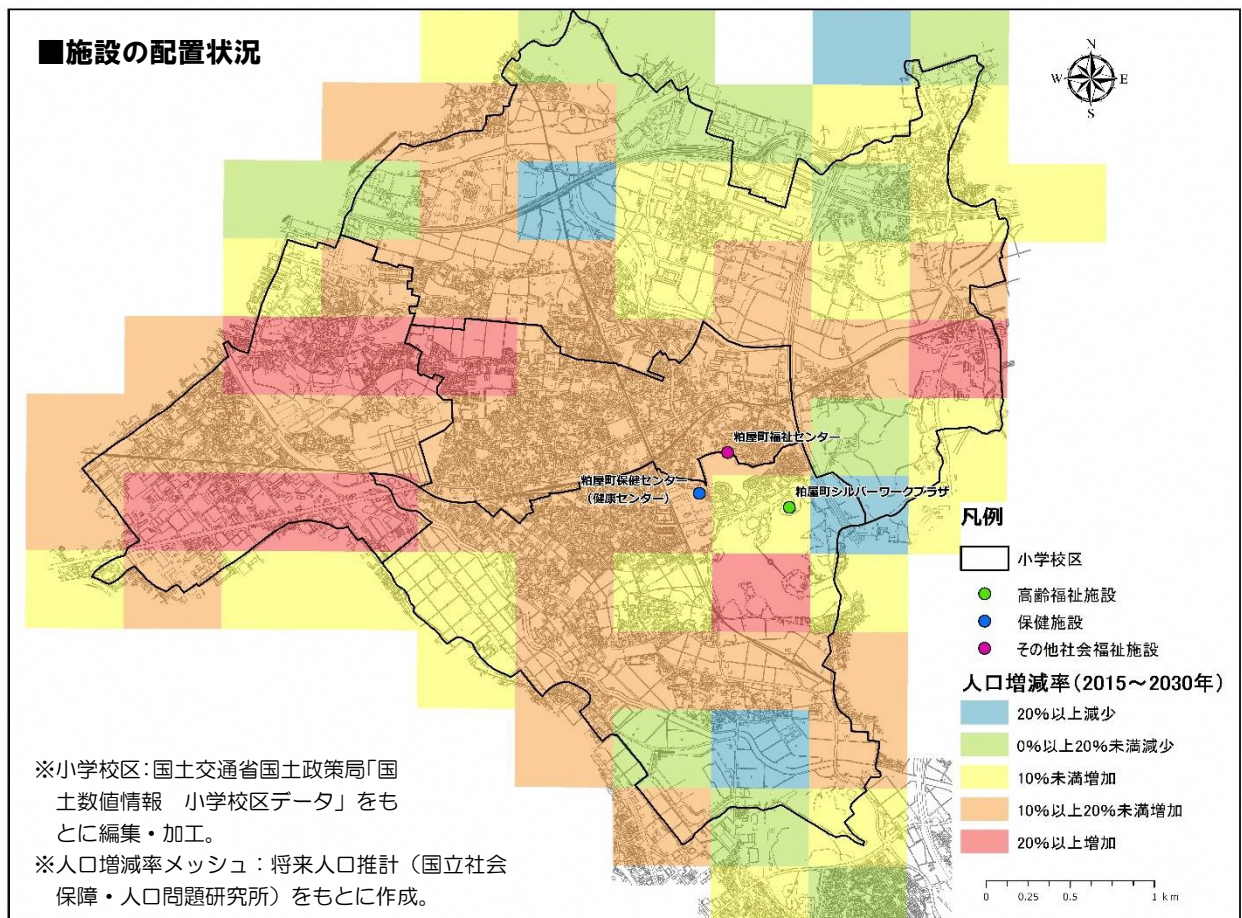 ■施設の配置状況
N
W E
S
粕屋町福祉センター
粕屋町保健センター
（健康センター）
粕屋町シルバーワークプラザ
凡例
小学校区
高齢福祉施設
保健施設
その他社会福祉施設
人口増減率(2015～2030年)
20%以上減少
0%以上20%未満減少
10%未満増加
10%以上20%未満増加
20%以上増加
0 0.25 0.5 1 km
※小学校区：国土交通省国土政策局「国
土数値情報　小学校区データ」をも
とに編集・加工。
※人口増減率メッシュ：将来人口推計（国立社会
保障・人口問題研究所）をもとに作成。